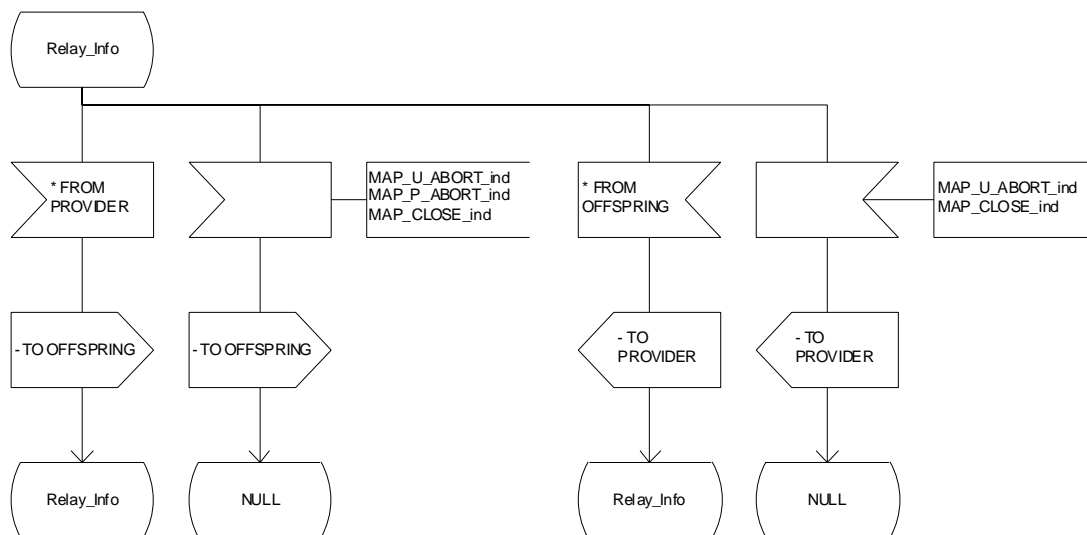 Relay_Info
* FROM
PROVIDER
MAP_U_ABORT_ind
MAP_P_ABORT_ind
MAP_CLOSE_ind
* FROM
OFFSPRING
MAP_U_ABORT_ind
MAP_CLOSE_ind
- TO OFFSPRING
- TO OFFSPRING
- TO
PROVIDER
- TO
PROVIDER
Relay_Info
NULL
Relay_Info
NULL